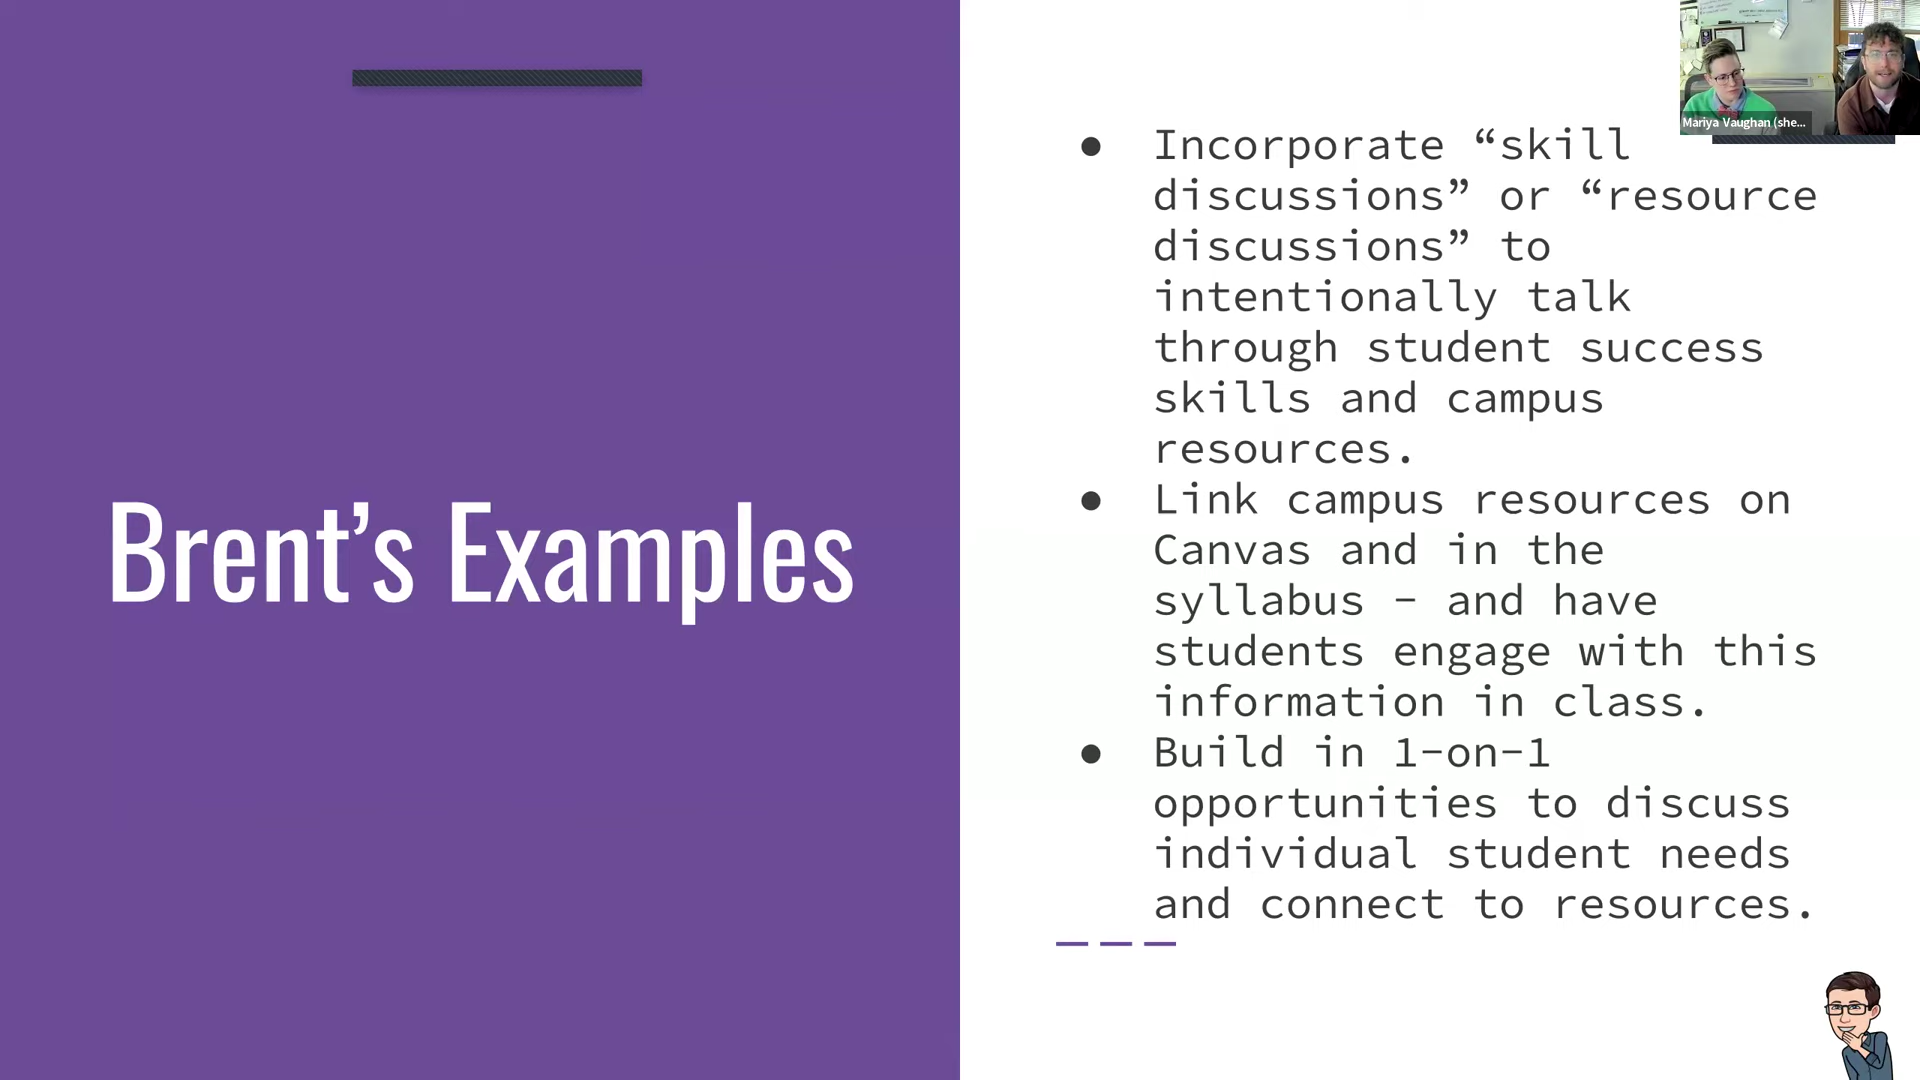 Brent’s Examples
Mariya Vaughan (she...
● Incorporate “skill
discussions” or “resource
discussions” to
intentionally talk
through student success
skills and campus
resources.
● Link campus resources on
Canvas and in the
syllabus – and have
students engage with this
information in class.
● Build in 1-on-1
opportunities to discuss
individual student needs
and connect to resources.